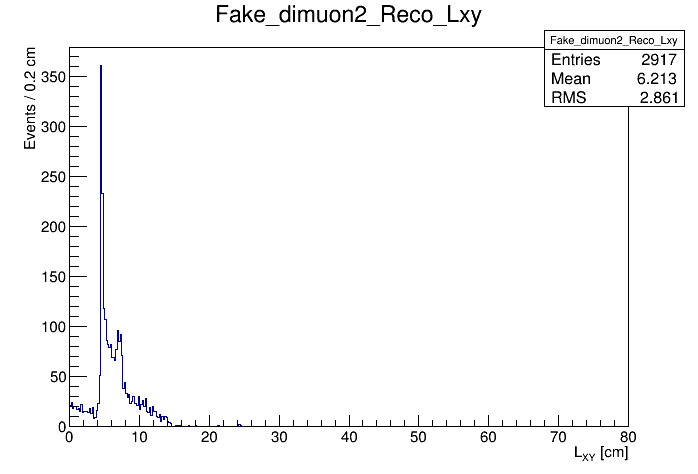 Fake_dimuon2_Reco_Lxy
Fake_dimuon2_Reco_Lxy
Entries 2917
Mean 6.213
RMS 2.861
Events / 0.2 cm
350
300
250
200
150
100
50
0
0 10 20 30 40 50 60 70 80
L_XY [cm]